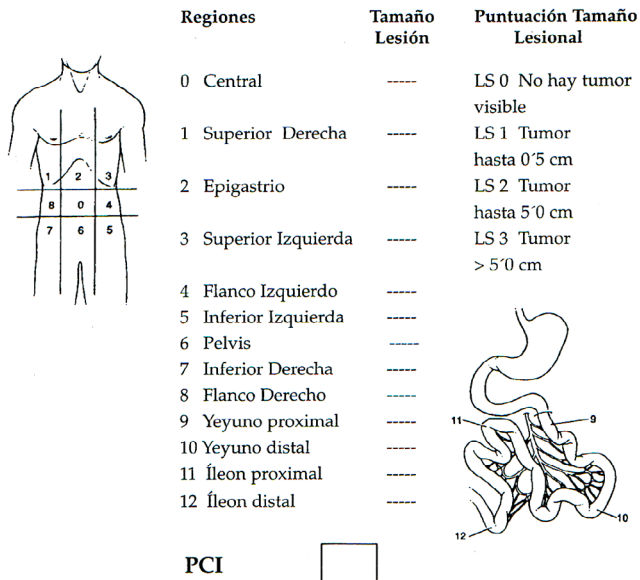 Regiones Tamaño Lesión Puntuación Tamaño Lesional
0 Central ----- LS 0 No hay tumor visible
1 Superior Derecha ----- LS 1 Tumor hasta 0´5 cm
2 Epigastrio ----- LS 2 Tumor hasta 5´0 cm
3 Superior Izquierda ----- LS 3 Tumor > 5´0 cm
4 Flanco Izquierdo -----
5 Inferior Izquierda -----
6 Pelvis -----
7 Inferior Derecha -----
8 Flanco Derecho -----
9 Yeyuno proximal -----
10 Yeyuno distal -----
11 Íleon proximal -----
12 Íleon distal -----
PCI
1 2 3
8 0 4
7 6 5
11 9
10
12